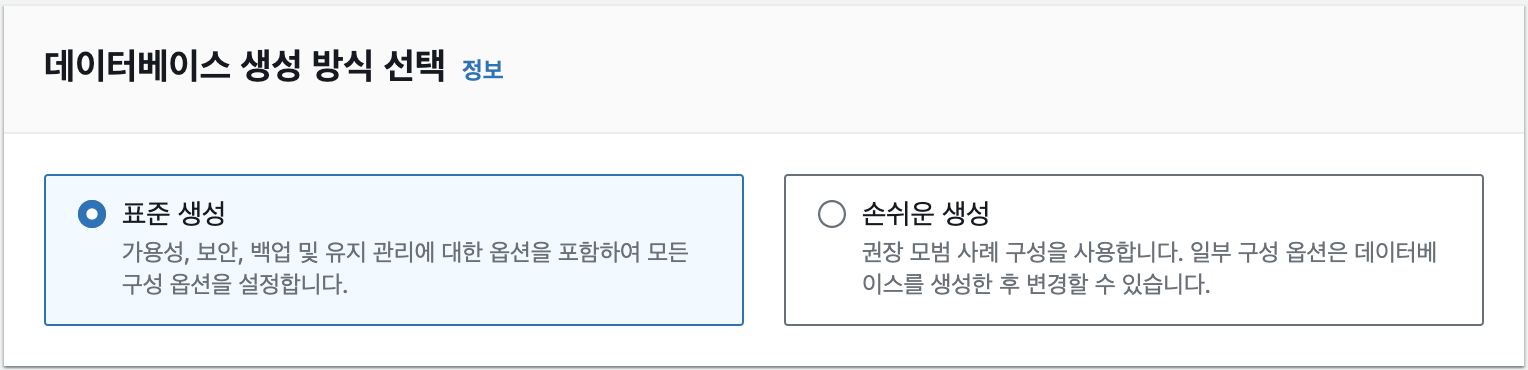 데이터베이스 생성 방식 선택 정보
표준 생성
가용성, 보안, 백업 및 유지 관리에 대한 옵션을 포함하여 모든
구성 옵션을 설정합니다.
손쉬운 생성
권장 모범 사례 구성을 사용합니다. 일부 구성 옵션은 데이터베
이스를 생성한 후 변경할 수 있습니다.